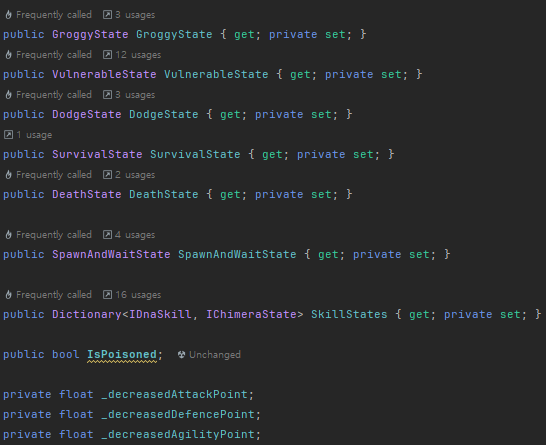 Frequently called 3 usages
public GroggyState GroggyState { get; private set; }
Frequently called 12 usages
public VulnerableState VulnerableState { get; private set; }
Frequently called 3 usages
public DodgeState DodgeState { get; private set; }
1 usage
public SurvivalState SurvivalState { get; private set; }
Frequently called 2 usages
public DeathState DeathState { get; private set; }
Frequently called 4 usages
public SpawnAndWaitState SpawnAndWaitState { get; private set; }
Frequently called 16 usages
public Dictionary<IDnaSkill, IChimeraState> SkillStates { get; private set; }
public bool IsPoisoned; Unchanged
private float _decreasedAttackPoint;
private float _decreasedDefencePoint;
private float _decreasedAgilityPoint;